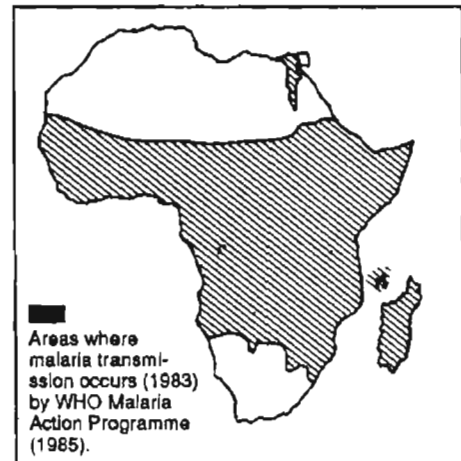 Areas where
malaria transmi-
ssion occurs (1983)
by WHO Malaria
Action Programme
(1985).